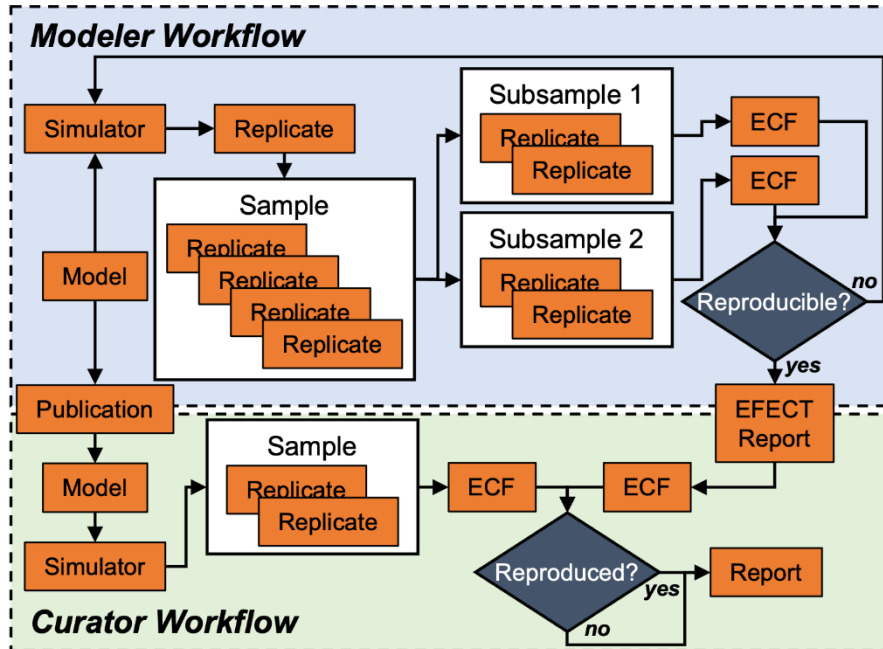 Modeler Workflow
Simulator
Replicate
Subsample 1
Replicate
Replicate
ECF
ECF
Sample
Replicate
Replicate
Replicate
Replicate
Subsample 2
Replicate
Replicate
Model
Reproducible?
no
yes
Publication
EFECT
Report
Sample
Replicate
Replicate
Model
ECF
ECF
Simulator
Reproduced?
yes
no
Report
Curator Workflow